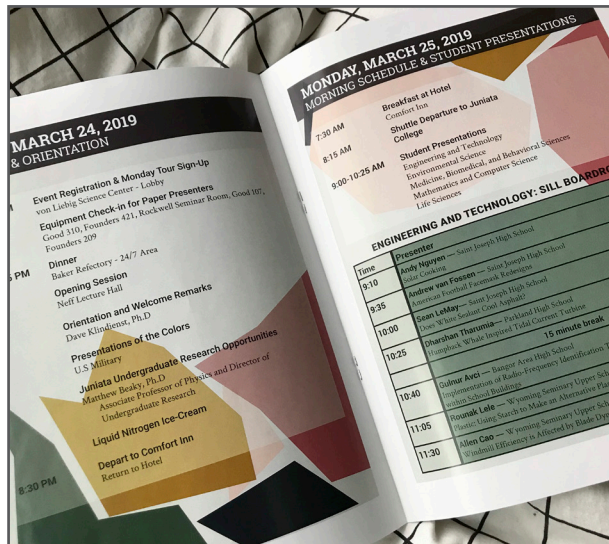 MARCH 24, 2019
& ORIENTATION
Event Registration & Monday Tour Sign-Up
von Liebig Science Center - Lobby
Equipment Check-in for Paper Presenters
Good 310, Founders 421, Rockwell Seminar Room, Good 107,
Founders 209
PM
Dinner
Baker Refectory - 24/7 Area
Opening Session
Neff Lecture Hall
Orientation and Welcome Remarks
Dave Klindienst, Ph.D
Presentations of the Colors
U.S Military
Juniata Undergraduate Research Opportunities
Matthew Beaky, Ph.D
Associate Professor of Physics and Director of
Undergraduate Research
Liquid Nitrogen Ice-Cream
8:30 PM
Depart to Comfort Inn
Return to Hotel
MONDAY, MARCH 25, 2019
MORNING SCHEDULE & STUDENT PRESENTATIONS
7:30 AM
Breakfast at Hotel
Comfort Inn
8:15 AM
Shuttle Departure to Juniata
College
9:00-10:25 AM
Student Presentations
Engineering and Technology
Environmental Science
Medicine, Biomedical, and Behavioral Sciences
Mathematics and Computer Science
Life Sciences
ENGINEERING AND TECHNOLOGY: SILL BOARDRO
Time Presenter
9:10 Andy Nguyen — Saint Joseph High School
Solar Cooking
9:35 Andrew van Fossen — Saint Joseph High School
American Football Facemark Redesigns
10:00 Sean LeMay — Saint Joseph High School
Does White Sealant Cool Asphalt?
10:25 Dharshan Tharumia — Parkland High School
Humpback Whale Inspired Tidal Current Turbine
15 minute break
10:40 Gulnur Avci — Bangor Area High School
Implementation of Radio-Frequency Identification T
within School Buildings
11:05 Rounak Lele — Wyoming Seminary Upper Sch
Plastic: Using Starch to Make an Alternative Pla
11:30 Allen Cao — Wyoming Seminary Upper Sch
Windmill Efficiency is Affected by Blade Dy